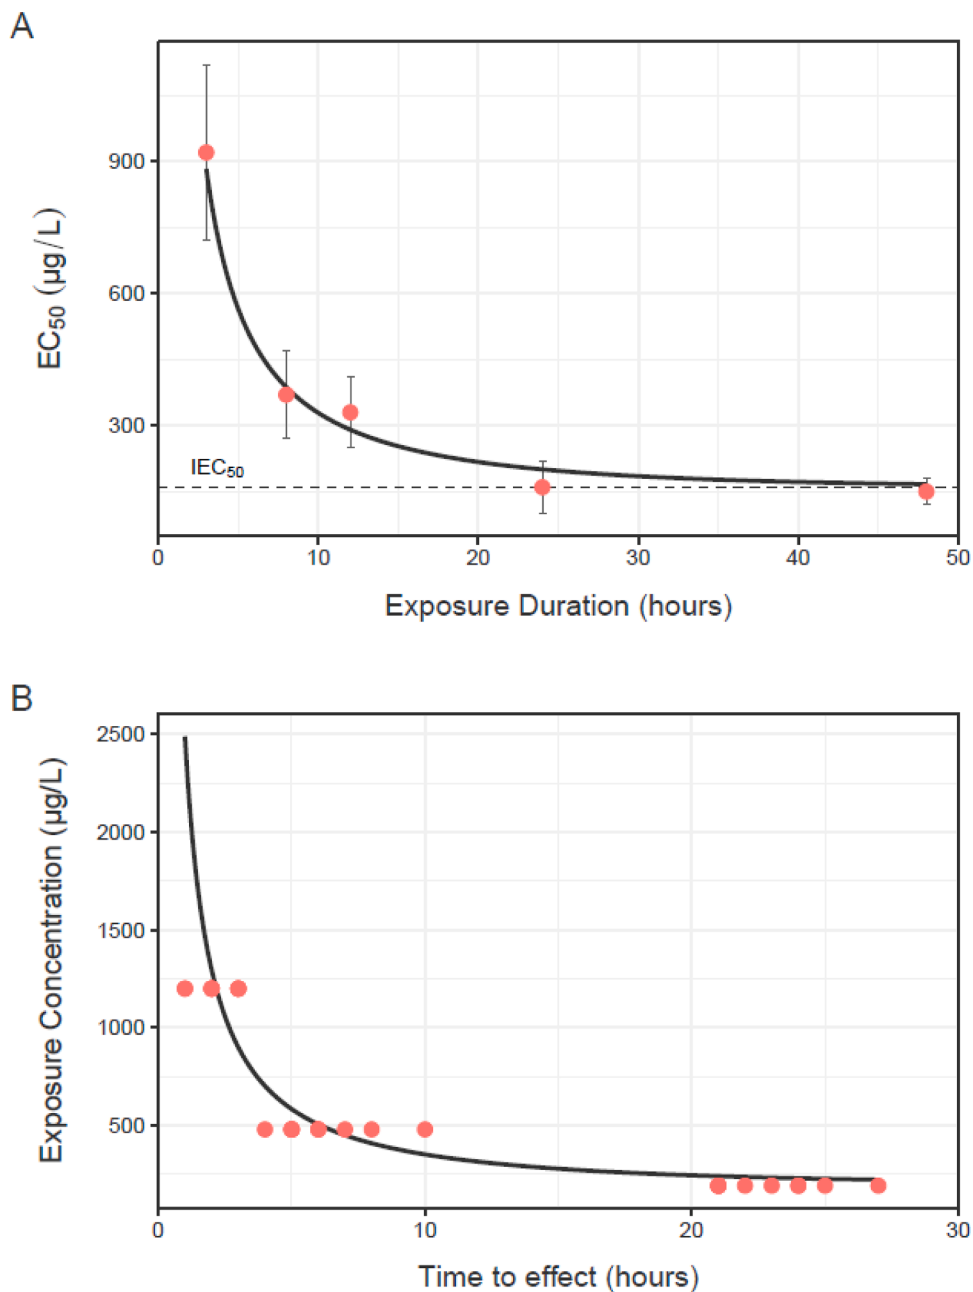 A
EC50 (µg/L)
900
600
300
IEC50
0 10 20 30 40 50
Exposure Duration (hours)
B
Exposure Concentration (µg/L)
2500
2000
1500
1000
500
0 10 20 30
Time to effect (hours)